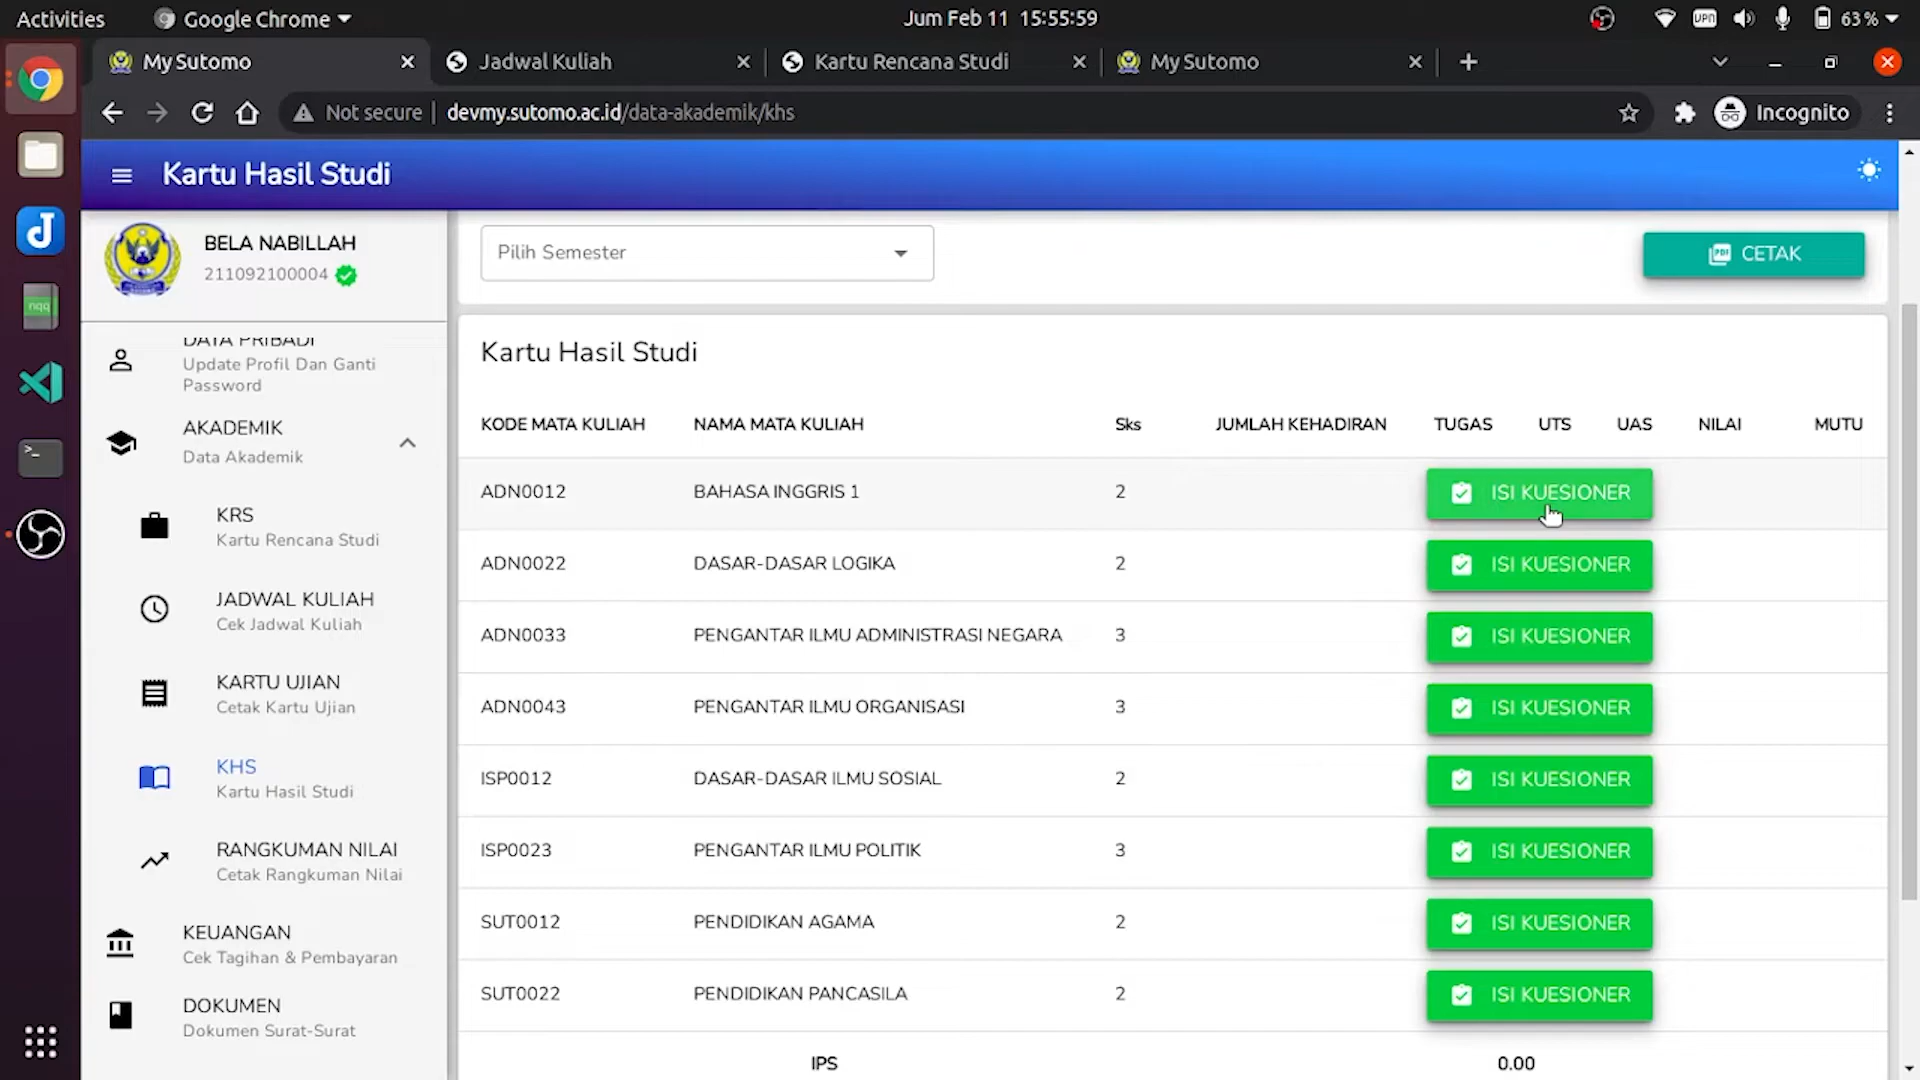 Activities
Google Chrome
Jum Feb 11 15:55:59
VPN
63 %
My Sutomo
Jadwal Kuliah
Kartu Rencana Studi
My Sutomo
Not secure
devmy.sutomo.ac.id/data-akademik/khs
Incognito
Kartu Hasil Studi
nqq
BELA NABILLAH
211092100004
DATA PRIBADI
Update Profil Dan Ganti
Password
AKADEMIK
Data Akademik
KRS
Kartu Rencana Studi
JADWAL KULIAH
Cek Jadwal Kuliah
KARTU UJIAN
Cetak Kartu Ujian
KHS
Kartu Hasil Studi
RANGKUMAN NILAI
Cetak Rangkuman Nilai
KEUANGAN
Cek Tagihan & Pembayaran
DOKUMEN
Dokumen Surat-Surat
Pilih Semester
PDF CETAK
Kartu Hasil Studi
KODE MATA KULIAH NAMA MATA KULIAH Sks JUMLAH KEHADIRAN TUGAS UTS UAS NILAI MUTU
ADN0012 BAHASA INGGRIS 1 2 ISI KUESIONER
ADN0022 DASAR-DASAR LOGIKA 2 ISI KUESIONER
ADN0033 PENGANTAR ILMU ADMINISTRASI NEGARA 3 ISI KUESIONER
ADN0043 PENGANTAR ILMU ORGANISASI 3 ISI KUESIONER
ISP0012 DASAR-DASAR ILMU SOSIAL 2 ISI KUESIONER
ISP0023 PENGANTAR ILMU POLITIK 3 ISI KUESIONER
SUT0012 PENDIDIKAN AGAMA 2 ISI KUESIONER
SUT0022 PENDIDIKAN PANCASILA 2 ISI KUESIONER
IPS 0.00